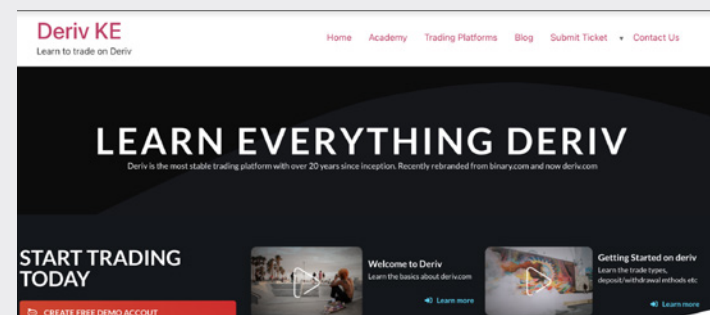 Deriv KE
Learn to trade on Deriv
Home Academy Trading Platforms Blog Submit Ticket Contact Us
LEARN EVERYTHING DERIV
Deriv is the most stable trading platform with over 20 years since inception. Recently rebranded from binary.com and now deriv.com
START TRADING
TODAY
CREATE FREE DEMO ACCOUT
Welcome to Deriv
Learn the basics about deriv.com
Learn more
Getting Started on deriv
Learn the trade types,
deposit/withdrawal mthods etc
Learn more